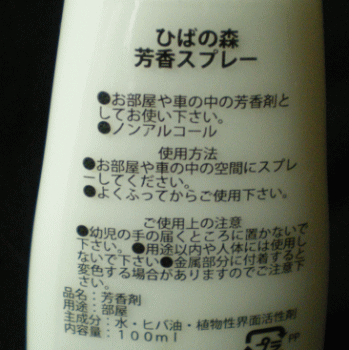 ひばの森
芳香スプレー
●お部屋や車の中の芳香剤と
してお使い下さい。
●ノンアルコール
使用方法
●お部屋や車の中の空間にスプレ
ーしてください。
●よくふってからご使用下さい。
ご使用上の注意
●幼児の手の届くところに置かないで
下さい。●用途以内や人体には使用し
ないで下さい●金属部分に付着すると
変色する場合がありますのでご注意下
さい。
品名：芳香剤
用途：部屋
主成分：水・ヒバ油・植物性界面活性剤
内容量：100ml
プラ
PP